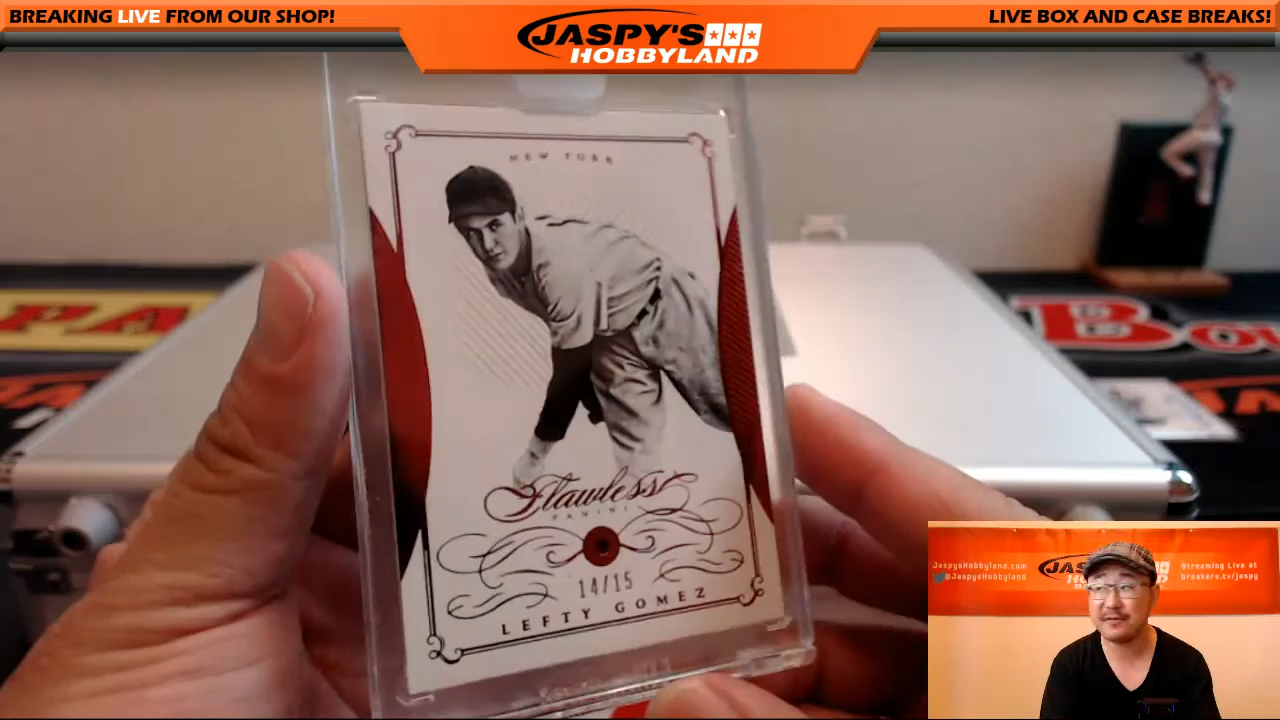 BREAKING LIVE FROM OUR SHOP!
JASPY'S
HOBBYLAND
LIVE BOX AND CASE BREAKS!
NEW YORK
Flawless
PANINI
14/15
LEFTY GOMEZ
PA
B
JaspysHobbyland.com
@JaspysHobbyland
Streaming Live at
breakers.tv/jaspy